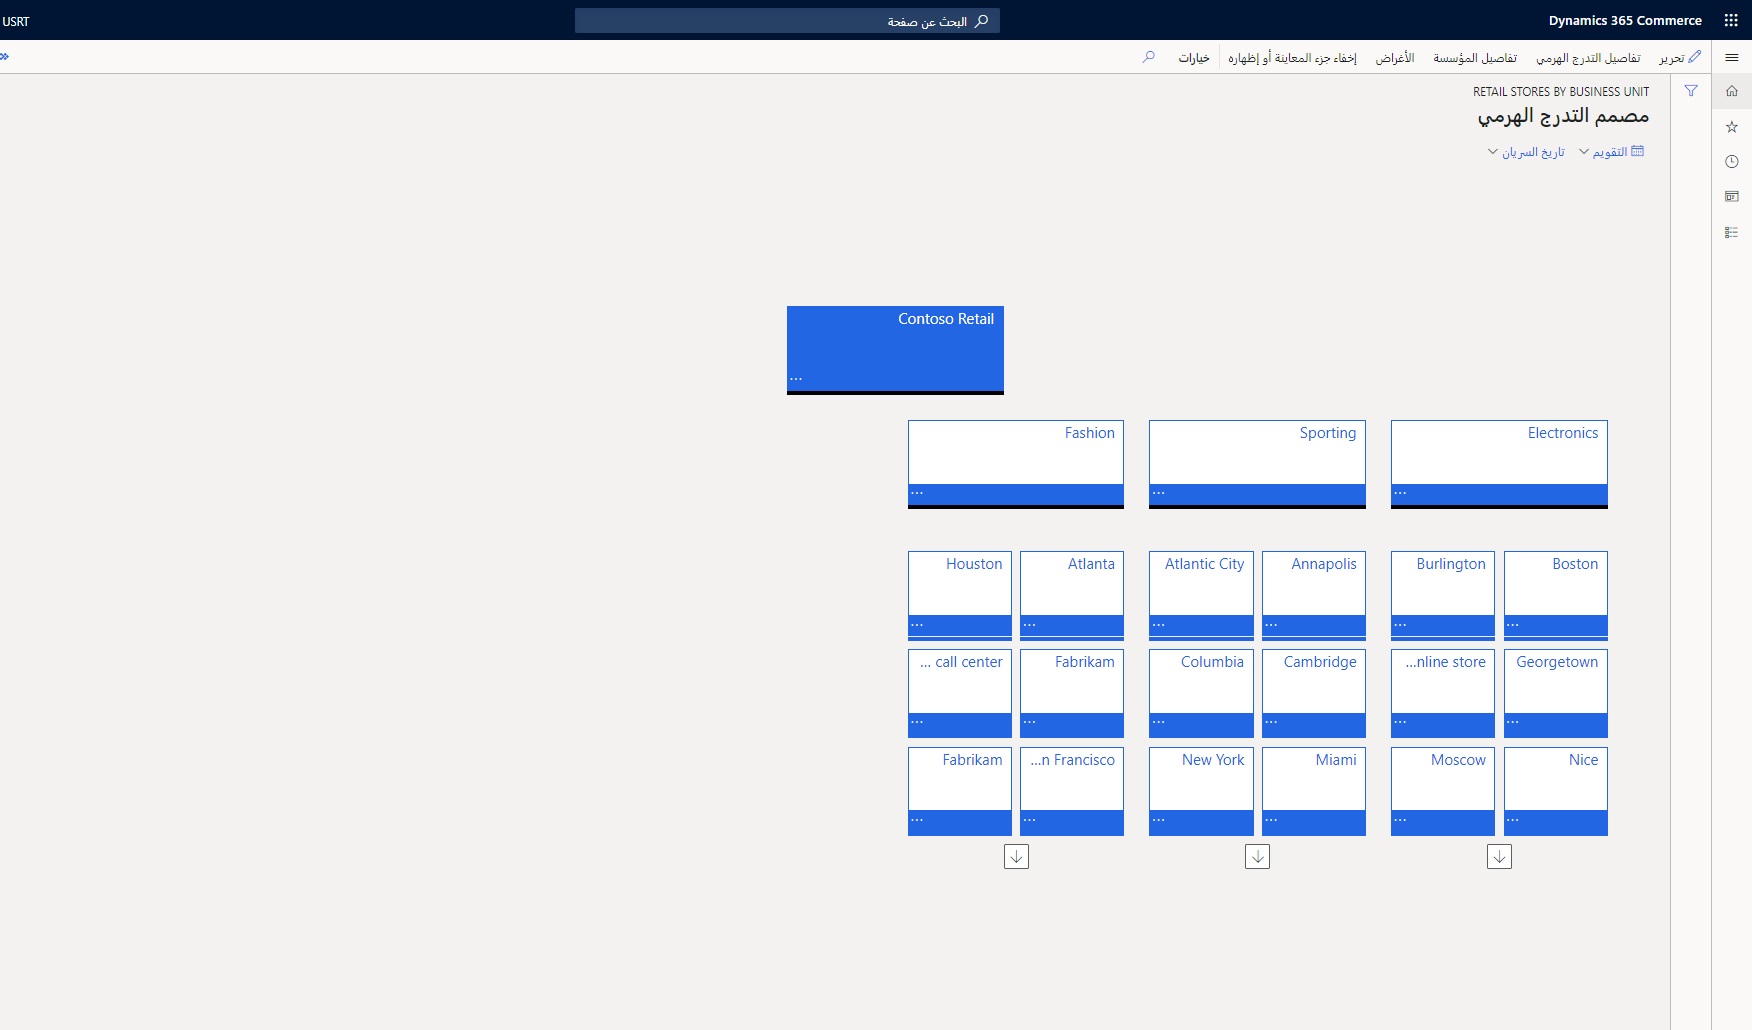 Dynamics 365 Commerce
البحث عن صفحة
USRT
تحرير
تفاصيل التدرج الهرمي
تفاصيل المؤسسة
الأغراض
إخفاء جزء المعاينة أو إظهاره
خيارات
RETAIL STORES BY BUSINESS UNIT
مصمم التدرج الهرمي
التقويم
تاريخ السريان
Contoso Retail
...
Electronics
...
Sporting
...
Fashion
...
Boston
...
Burlington
...
Annapolis
...
Atlantic City
...
Atlanta
...
Houston
...
Georgetown
...
...nline store
...
Cambridge
...
Columbia
...
Fabrikam
...
... call center
...
Nice
...
Moscow
...
Miami
...
New York
...
...n Francisco
...
Fabrikam
...